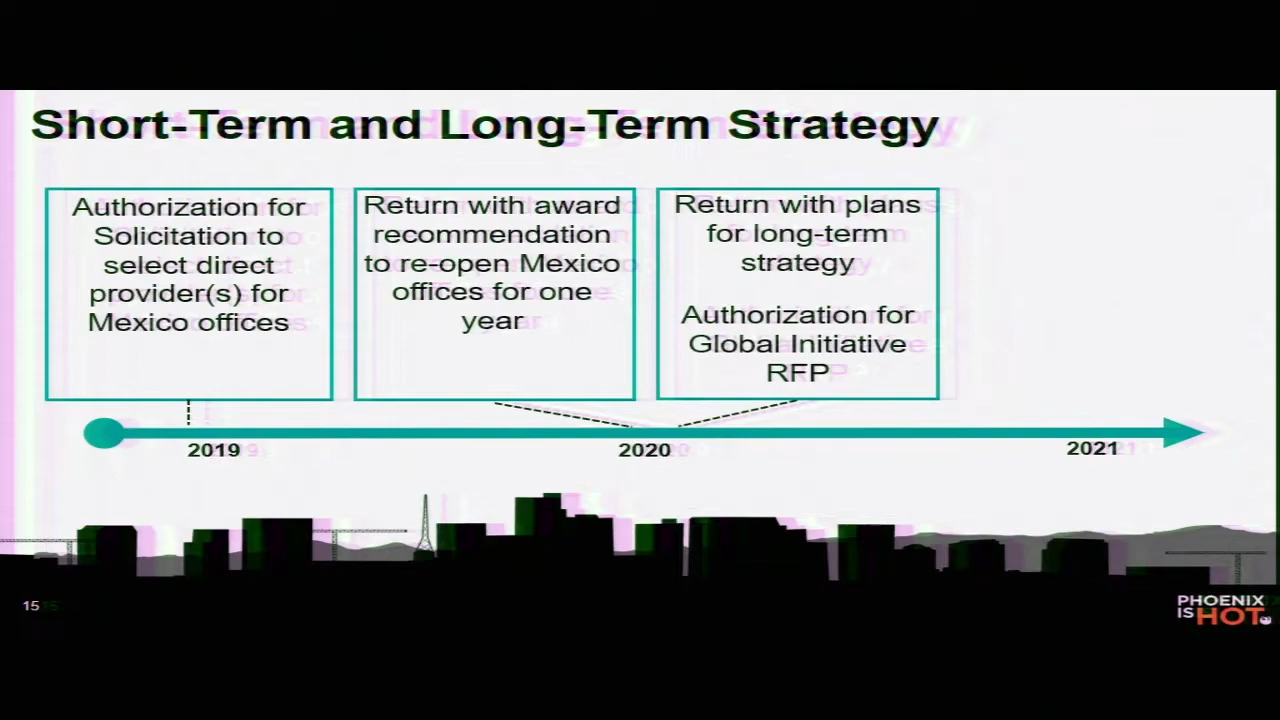 Short-Term and Long-Term Strategy
Authorization for
Solicitation to
select direct
provider(s) for
Mexico offices
Return with award
recommendation
to re-open Mexico
offices for one
year
Return with plans
for long-term
strategy
Authorization for
Global Initiative
RFP
2019
2020
2021
15
PHOENIX
IS HOT